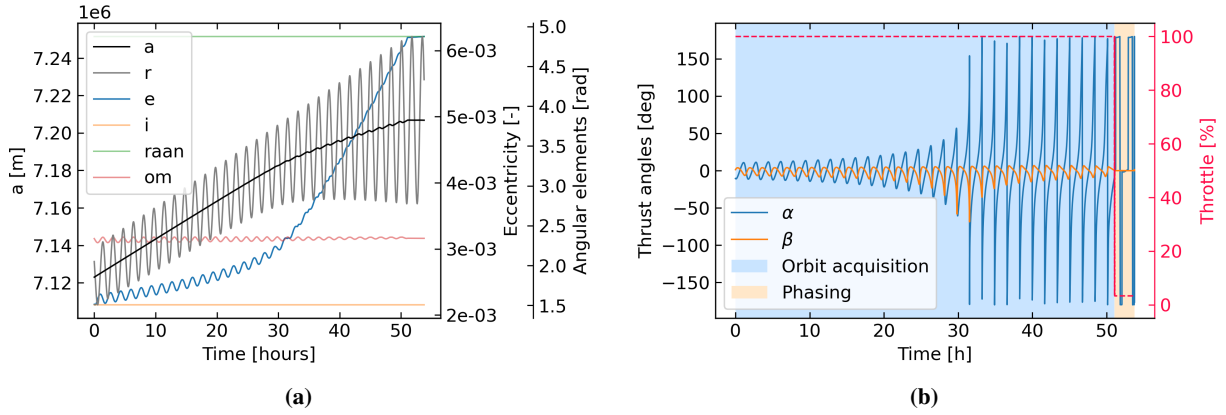 1e6
7.25
7.24
7.22
7.20
7.18
7.16
7.14
7.12
a [m]
a
r
e
i
raan
om
0
10
20
30
40
50
Time [hours]
6e-03
5e-03
4e-03
3e-03
2e-03
Eccentricity [-]
5.0
4.5
4.0
3.5
3.0
2.5
2.0
1.5
Angular elements [rad]
(a)
150
100
50
0
−50
−100
−150
Thrust angles [deg]
α
β
Orbit acquisition
Phasing
0
10
20
30
40
50
Time [h]
100
80
60
40
20
0
Throttle [%]
(b)